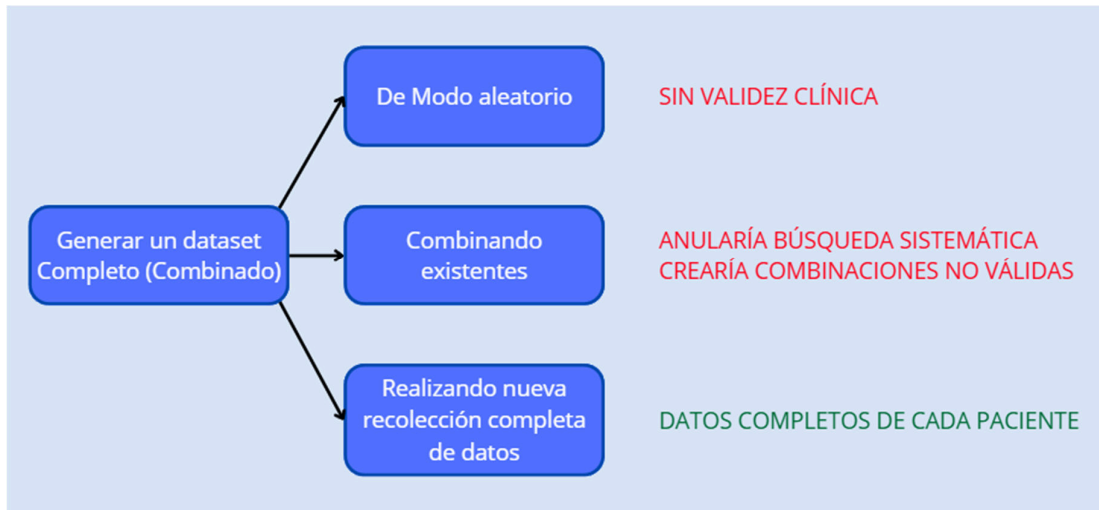 Generar un dataset
Completo (Combinado)
De Modo aleatorio
SIN VALIDEZ CLÍNICA
Combinando
existentes
ANULARÍA BÚSQUEDA SISTEMÁTICA
CREARÍA COMBINACIONES NO VÁLIDAS
Realizando nueva
recolección completa
de datos
DATOS COMPLETOS DE CADA PACIENTE